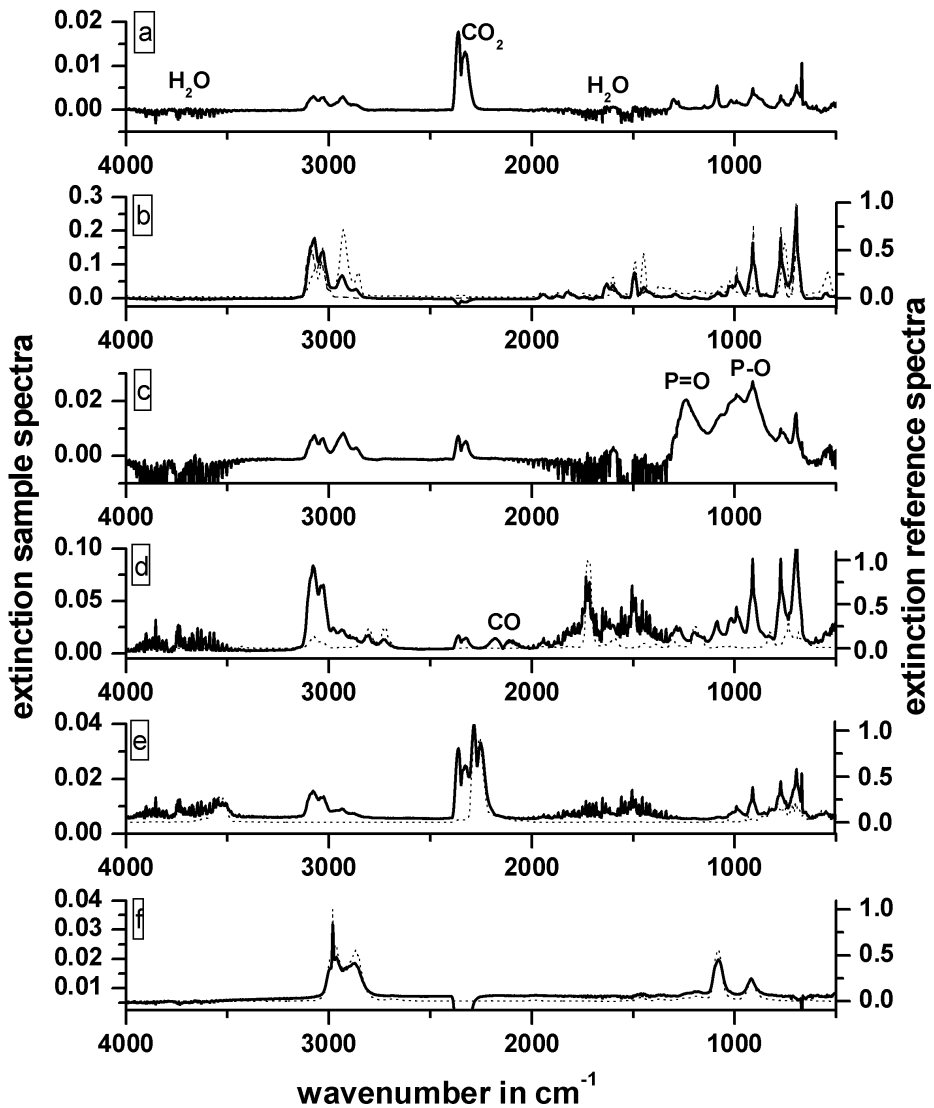 extinction sample spectra
extinction reference spectra
a
0.02
0.01
0.00
H₂O
CO₂
H₂O
4000 3000 2000 1000
b
0.3
0.2
0.1
0.0
1.0
0.5
0.0
4000 3000 2000 1000
c
0.02
0.00
P=O
P-O
4000 3000 2000 1000
d
0.10
0.05
0.00
CO
1.0
0.5
0.0
4000 3000 2000 1000
e
0.04
0.02
0.00
1.0
0.5
0.0
4000 3000 2000 1000
f
0.04
0.03
0.02
0.01
1.0
0.5
0.0
4000 3000 2000 1000
wavenumber in cm⁻¹